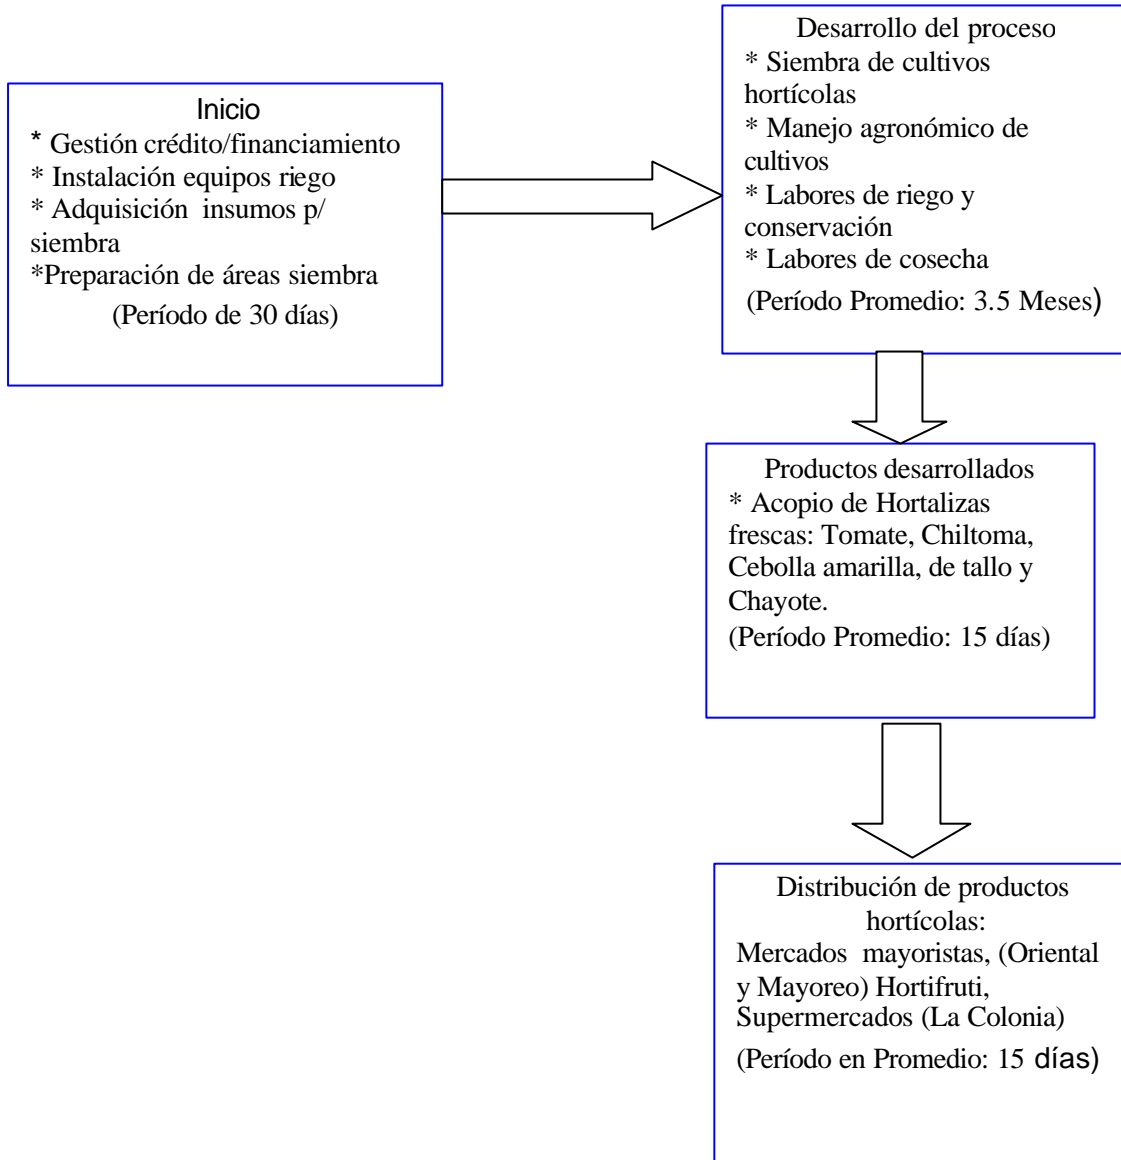 Inicio
* Gestión crédito/financiamiento
* Instalación equipos riego
* Adquisición insumos p/
siembra
*Preparación de áreas siembra
(Período de 30 días)
Desarrollo del proceso
* Siembra de cultivos
hortícolas
* Manejo agronómico de
cultivos
* Labores de riego y
conservación
* Labores de cosecha
(Período Promedio: 3.5 Meses)
Productos desarrollados
* Acopio de Hortalizas
frescas: Tomate, Chiltoma,
Cebolla amarilla, de tallo y
Chayote.
(Período Promedio: 15 días)
Distribución de productos
hortícolas:
Mercados mayoristas, (Oriental
y Mayoreo) Hortifruti,
Supermercados (La Colonia)
(Período en Promedio: 15 días)